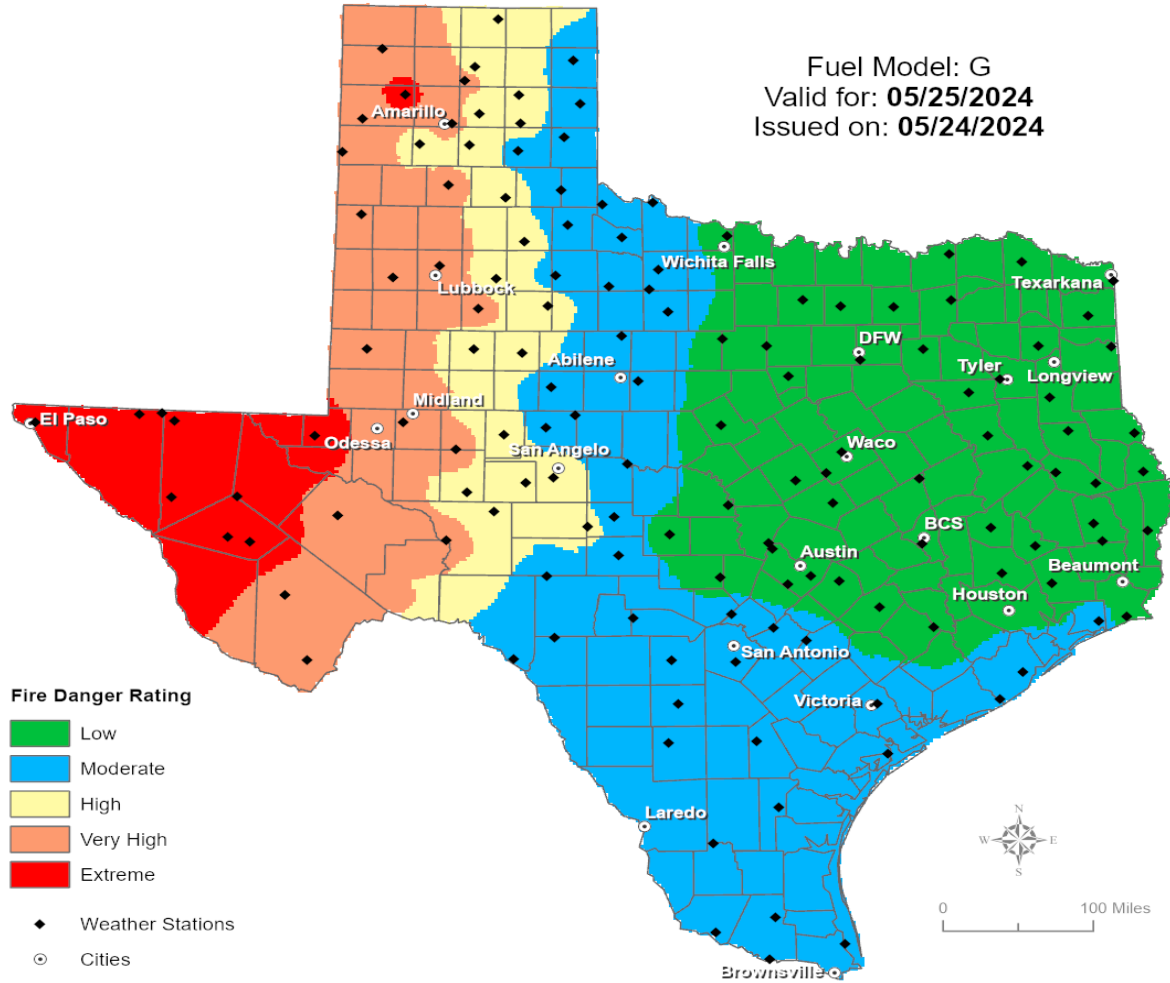 Fuel Model: G
Valid for: 05/25/2024
Issued on: 05/24/2024
Amarillo
Wichita Falls
Texarkana
Lubbock
DFW
Abilene
Tyler
Longview
El Paso
Midland
Odessa
Waco
San Angelo
BCS
Austin
Beaumont
Houston
San Antonio
Victoria
Laredo
Brownsville
Fire Danger Rating
Low
Moderate
High
Very High
Extreme
Weather Stations
Cities
N
W E
S
0 100 Miles